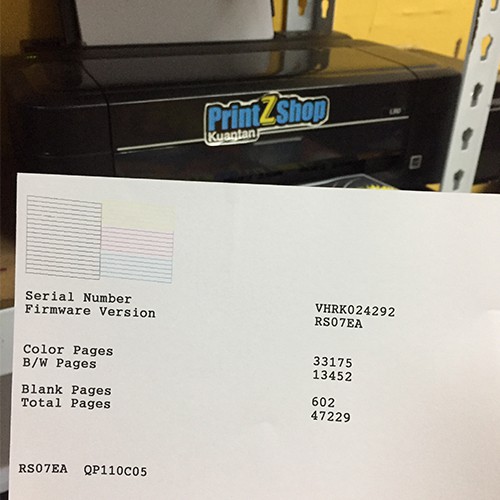 PrintZShop
Kuantan
Serial Number VHRK024292
Firmware Version RS07EA
Color Pages 33175
B/W Pages 13452
Blank Pages 602
Total Pages 47229
RS07EA QP110C05